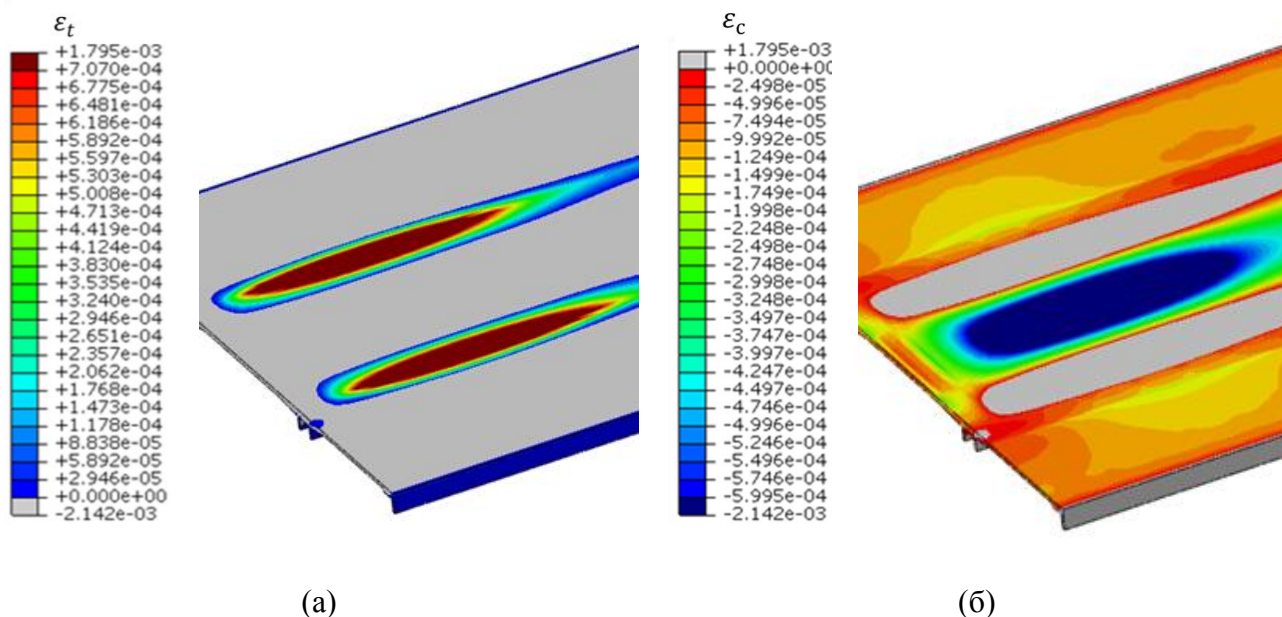 εt
+1.795e-03
+7.070e-04
+6.775e-04
+6.481e-04
+6.186e-04
+5.892e-04
+5.597e-04
+5.303e-04
+5.008e-04
+4.713e-04
+4.419e-04
+4.124e-04
+3.830e-04
+3.535e-04
+3.240e-04
+2.946e-04
+2.651e-04
+2.357e-04
+2.062e-04
+1.768e-04
+1.473e-04
+1.178e-04
+8.838e-05
+5.892e-05
+2.946e-05
+0.000e+00
-2.142e-03
(а)
εc
+1.795e-03
+0.000e+00
-2.498e-05
-4.996e-05
-7.494e-05
-9.992e-05
-1.249e-04
-1.499e-04
-1.749e-04
-1.998e-04
-2.248e-04
-2.498e-04
-2.748e-04
-2.998e-04
-3.248e-04
-3.497e-04
-3.747e-04
-3.997e-04
-4.247e-04
-4.497e-04
-4.746e-04
-4.996e-04
-5.246e-04
-5.496e-04
-5.746e-04
-5.995e-04
-2.142e-03
(б)